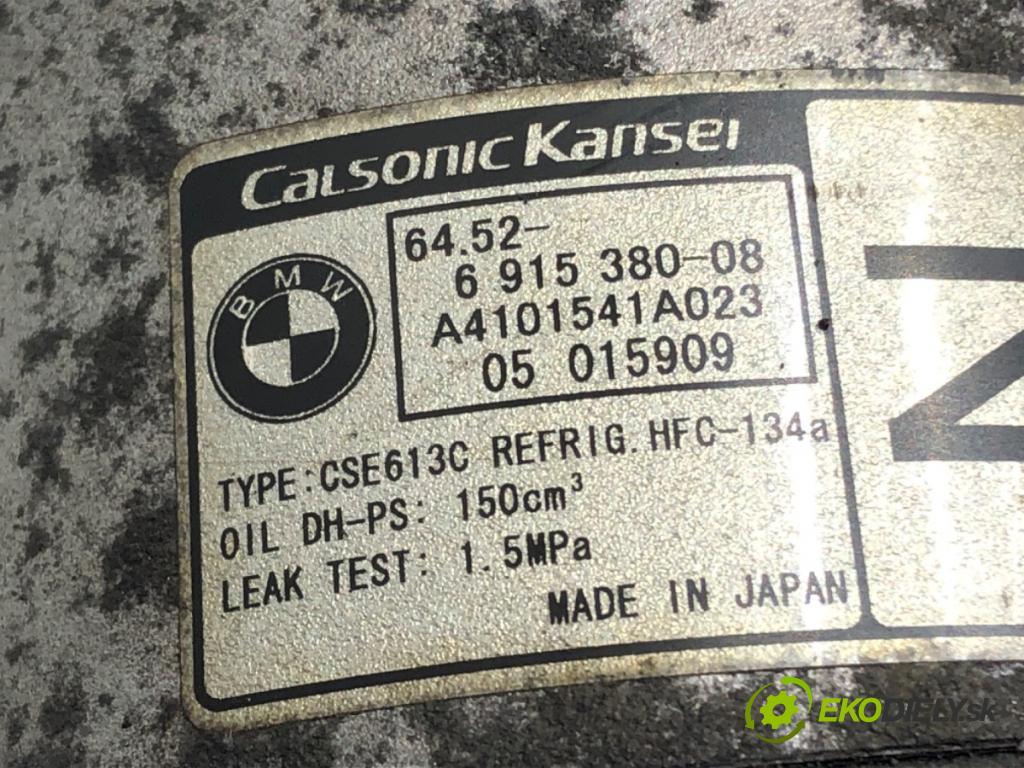 CALSONIC KANSEI
BMW
64.52-
6 915 380-08
A4101541A023
05 015909
TYPE:CSE613C REFRIG.HFC-134a
OIL DH-PS: 150cm³
LEAK TEST: 1.5MPa
MADE IN JAPAN
EKODIELY.sk